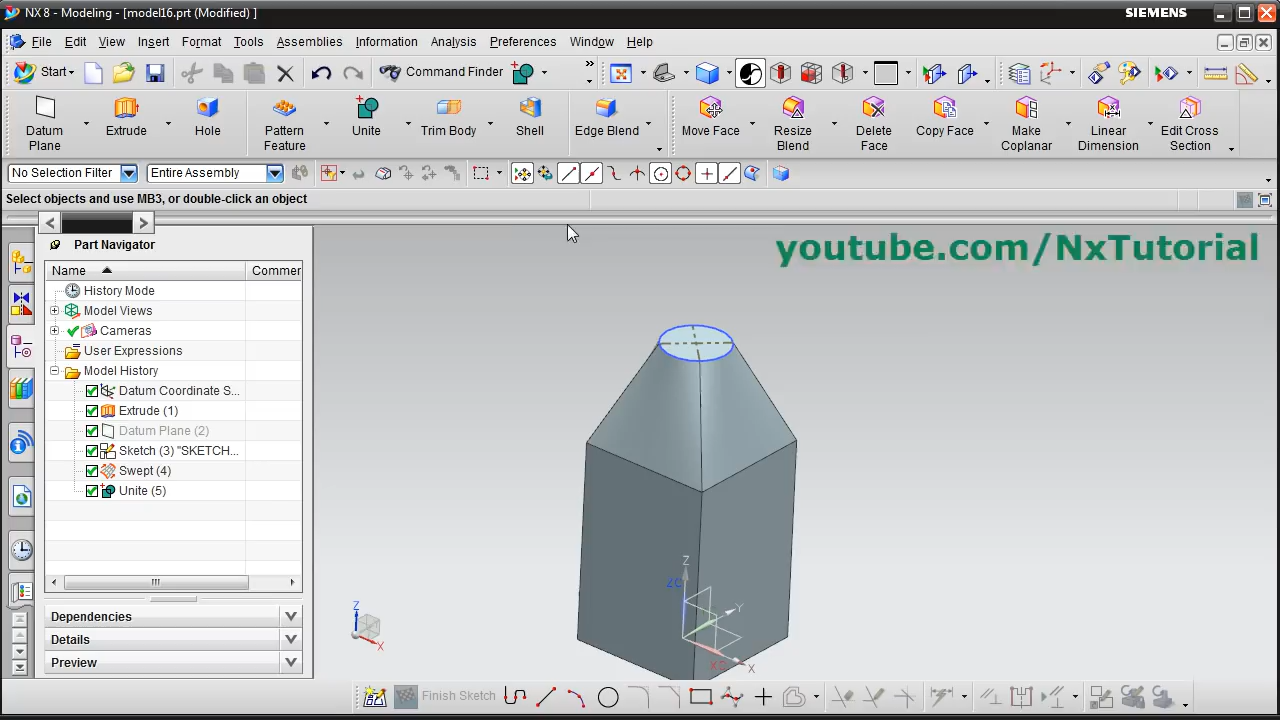 NX 8 - Modeling - [model16.prt (Modified) ]
SIEMENS
File Edit View Insert Format Tools Assemblies Information Analysis Preferences Window Help
Start
Command Finder
Datum Plane
Extrude
Hole
Pattern Feature
Unite
Trim Body
Shell
Edge Blend
Move Face
Resize Blend
Delete Face
Copy Face
Make Coplanar
Linear Dimension
Edit Cross Section
No Selection Filter
Entire Assembly
Select objects and use MB3, or double-click an object
youtube.com/NxTutorial
Part Navigator
Name Commer
History Mode
Model Views
Cameras
User Expressions
Model History
Datum Coordinate S...
Extrude (1)
Datum Plane (2)
Sketch (3) "SKETCH...
Swept (4)
Unite (5)
Dependencies
Details
Preview
Z
X
Z
ZC
Y
XC
X
Finish Sketch